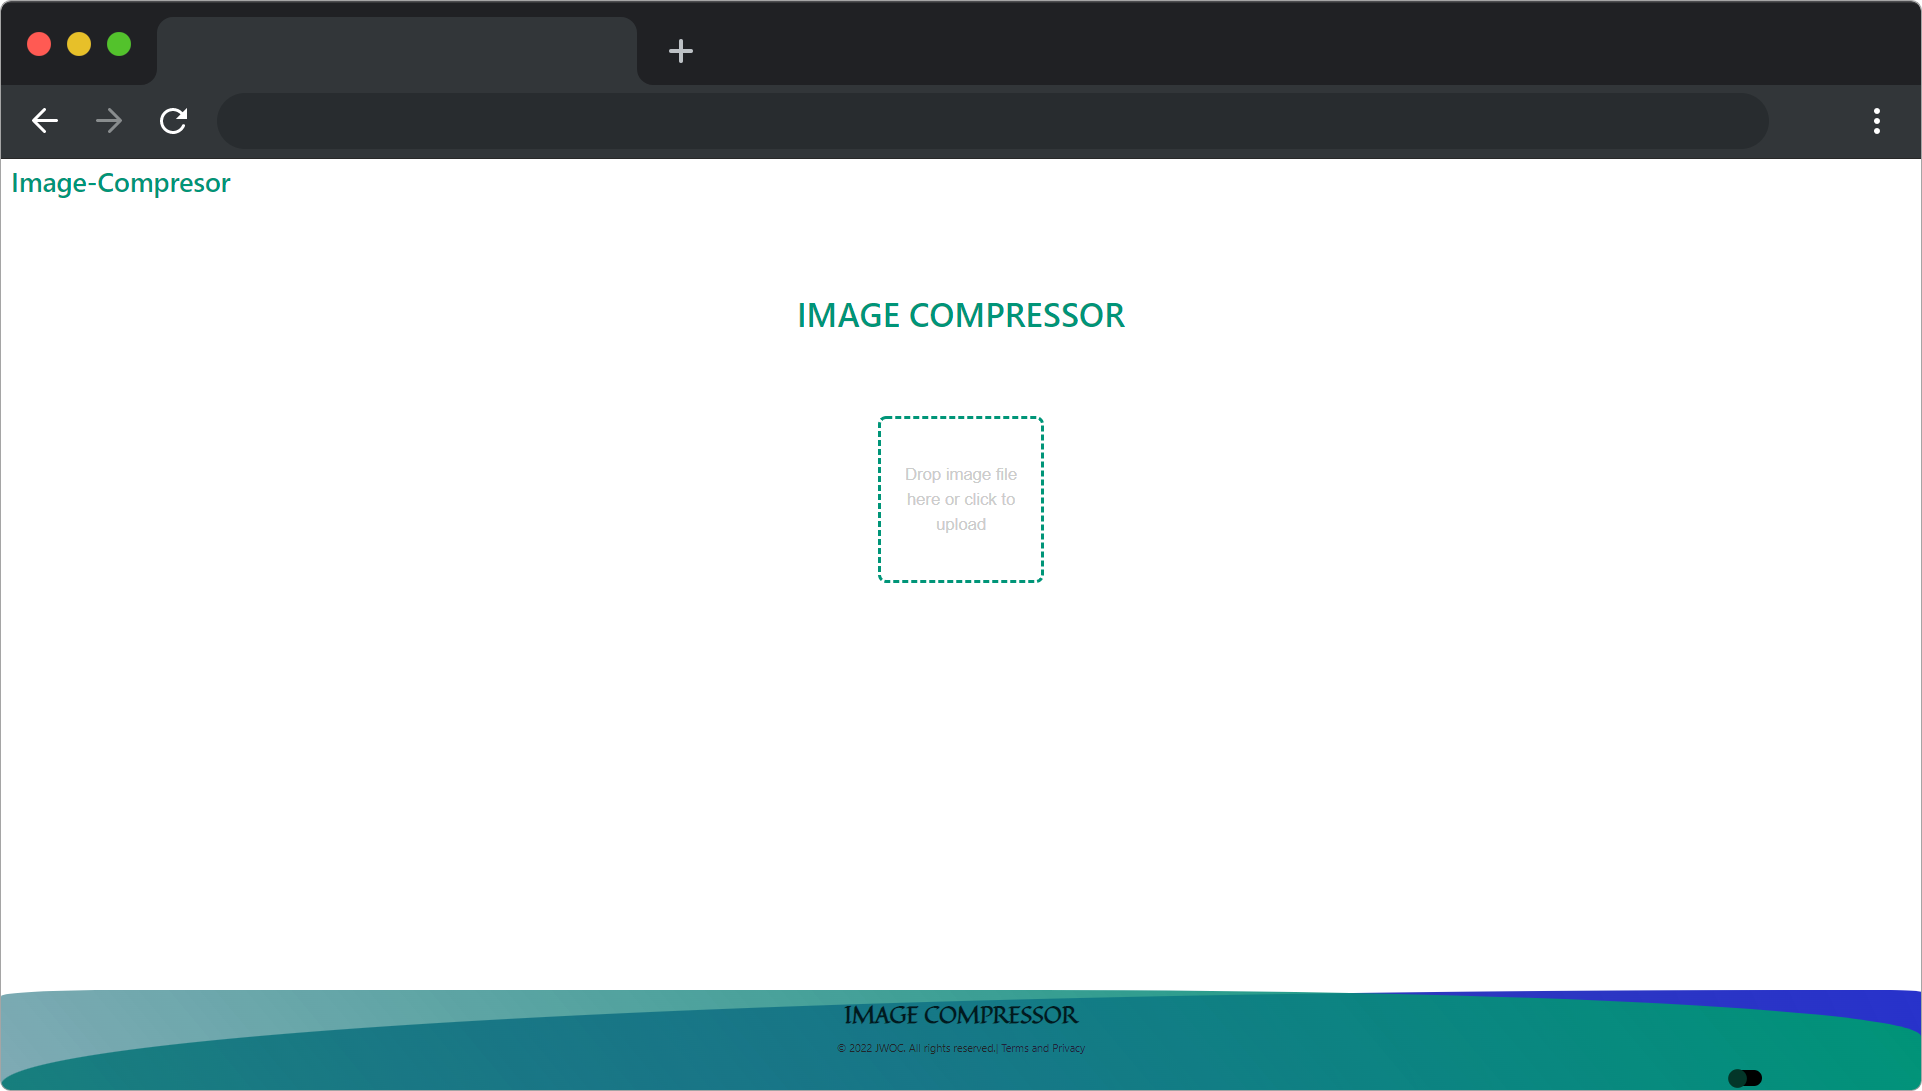 Image-Compresor
IMAGE COMPRESSOR
Drop image file
here or click to
upload
IMAGE COMPRESSOR
© 2022 JWOC. All rights reserved.| Terms and Privacy